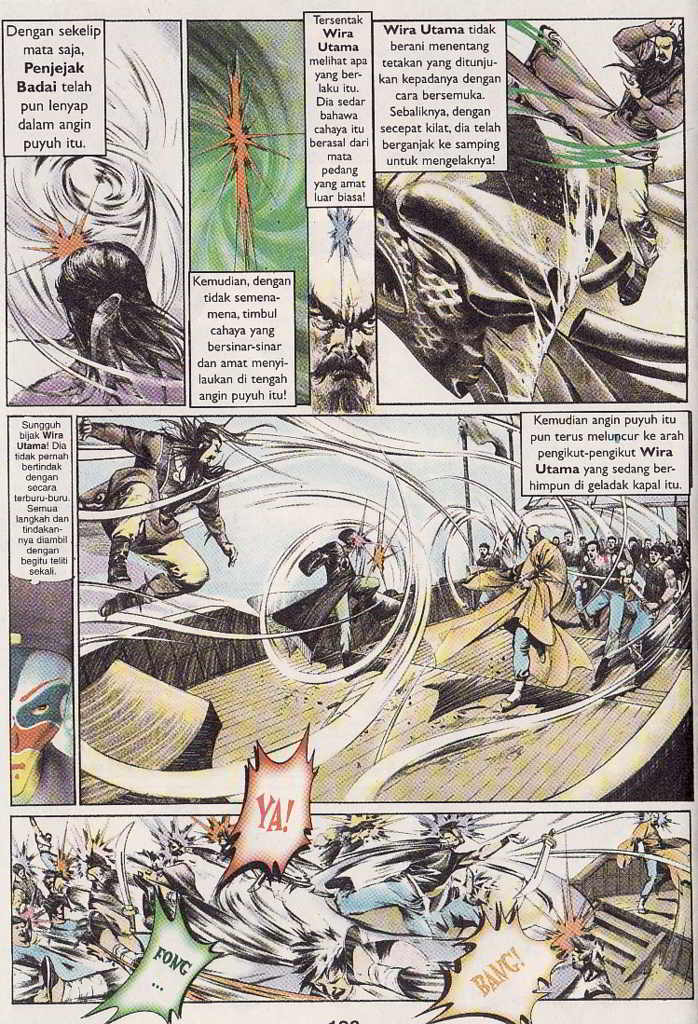 Dengan sekelip
mata saja,
Penjejak
Badai telah
pun lenyap
dalam angin
puyuh itu.
Kemudian, dengan
tidak semena-
mena, timbul
cahaya yang
bersinar-sinar
dan amat menyi-
laukan di tengah
angin puyuh itu!
Tersentak
Wira
Utama
melihat apa
yang ber-
laku itu.
Dia sedar
bahawa
cahaya itu
berasal dari
mata
pedang
yang amat
luar biasa!
Wira Utama tidak
berani menentang
tetakan yang ditunju-
kan kepadanya dengan
cara bersemuka.
Sebaliknya, dengan
secepat kilat, dia telah
berganjak ke samping
untuk mengelaknya!
Sungguh
bijak Wira
Utama! Dia
tidak pernah
bertindak
dengan
secara
terburu-buru.
Semua
langkah dan
tindakan-
nya diambil
dengan
begitu teliti
sekali.
Kemudian angin puyuh itu
pun terus meluncur ke arah
pengikut-pengikut Wira
Utama yang sedang ber-
himpun di geladak kapal itu.
YA!
FONG
...
BANG!